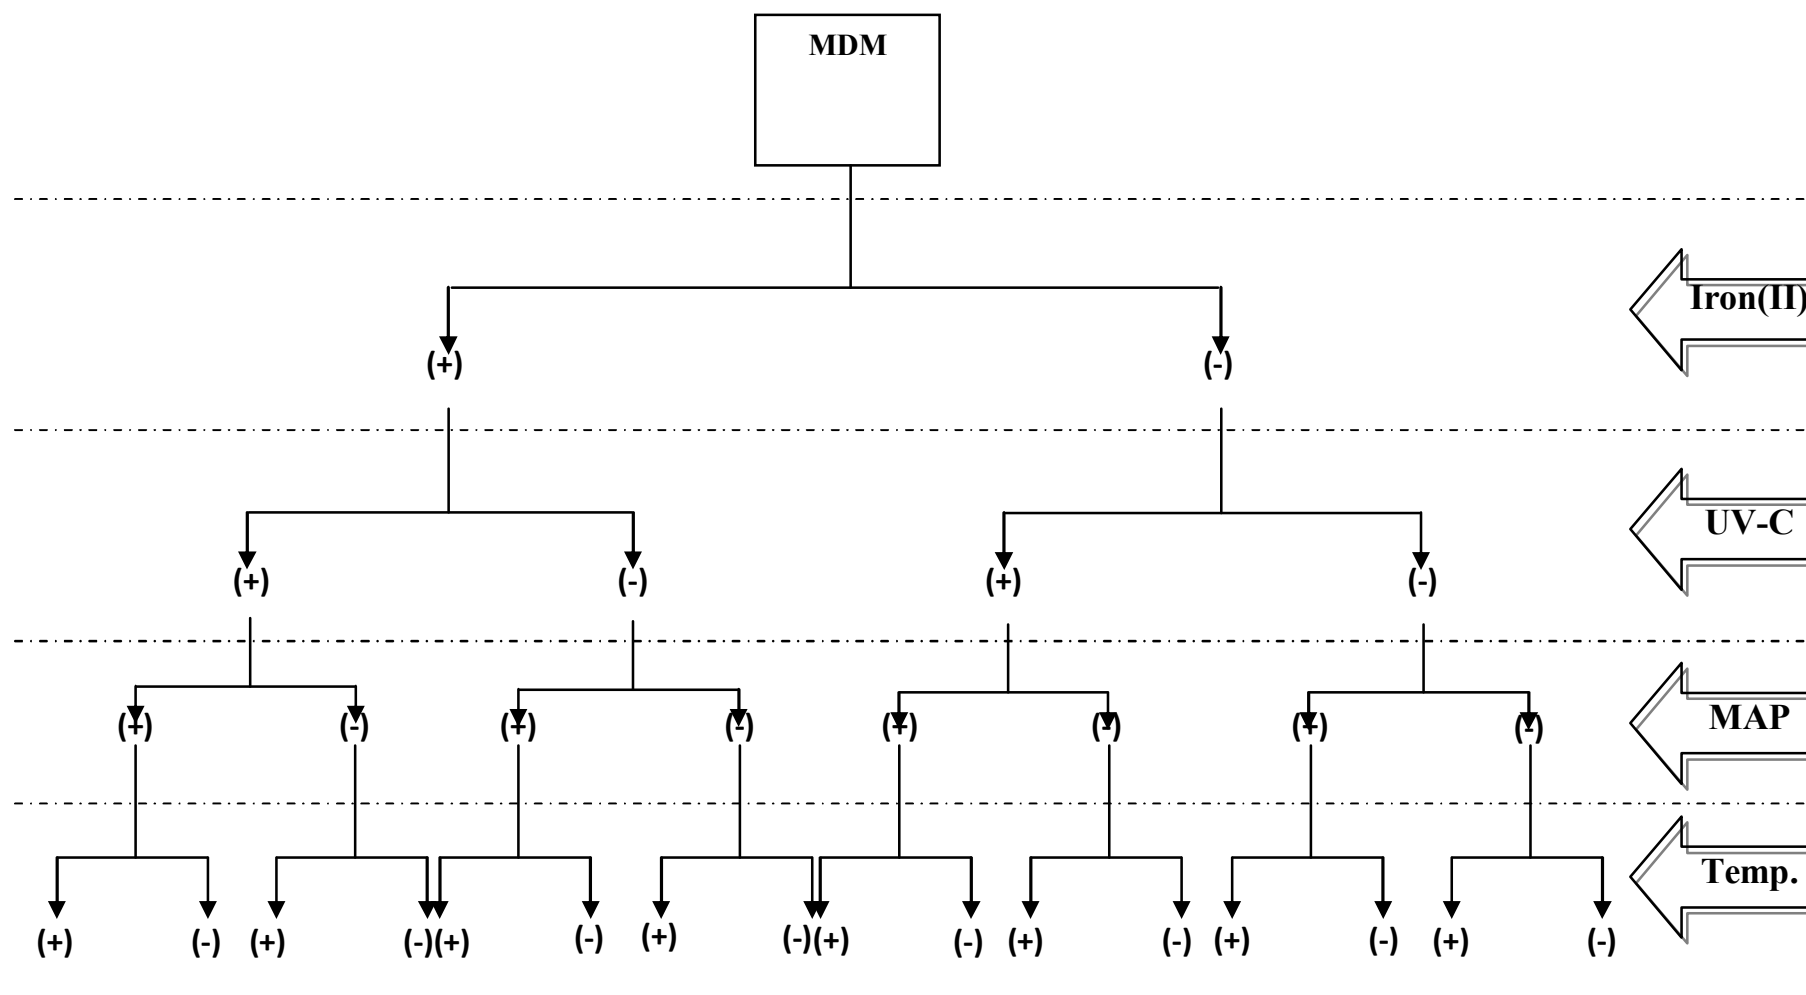 MDM
Iron(II)
(+) (-)
UV-C
(+) (-) (+) (-)
MAP
(+) (-) (+) (-) (+) (-) (+) (-)
Temp.
(+) (-) (+) (-) (+) (-) (+) (-) (+) (-) (+) (-) (+) (-) (+) (-)